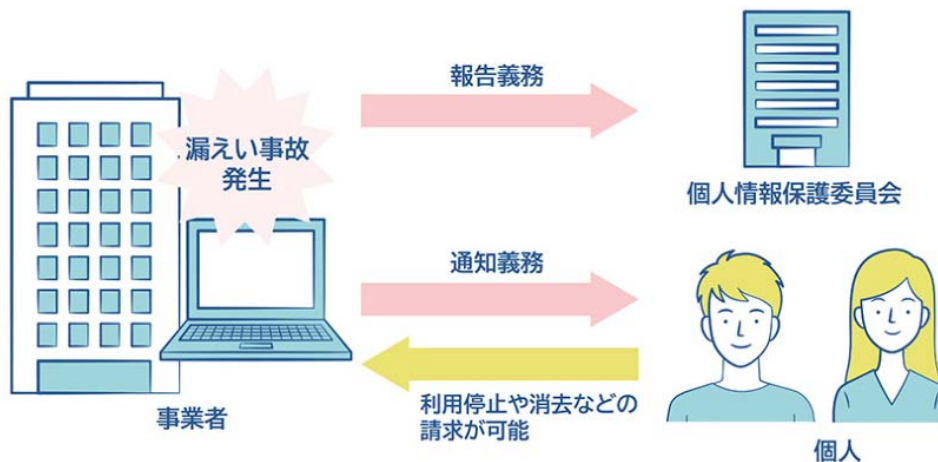 報告義務
漏えい事故
発生
個人情報保護委員会
通知義務
利用停止や消去などの
請求が可能
事業者
個人